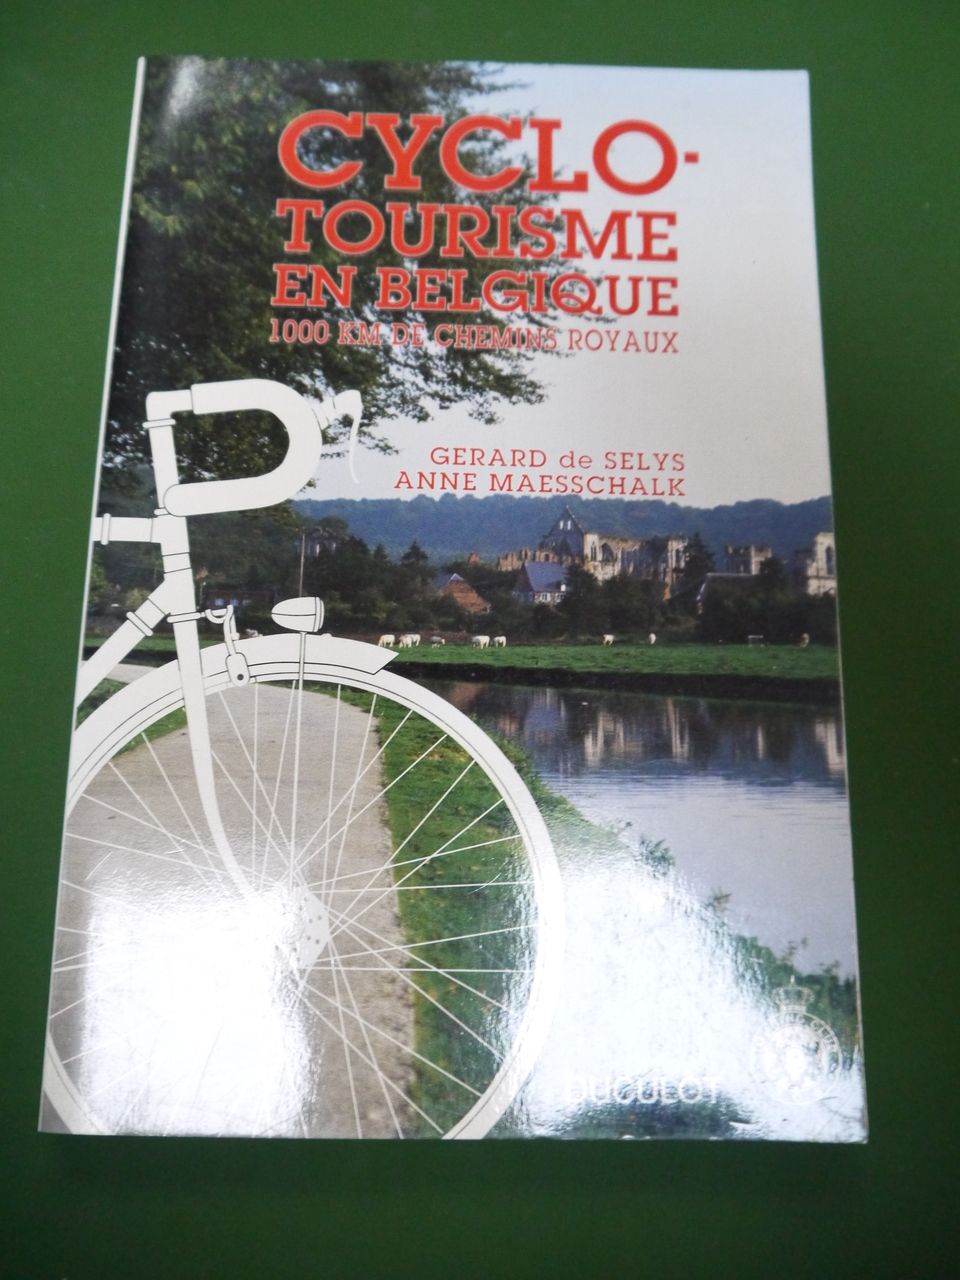 CYCLO-
TOURISME
EN BELGIQUE
1000 KM DE CHEMINS ROYAUX
GERARD de SELYS
ANNE MAESSCHALK
DUCULOT